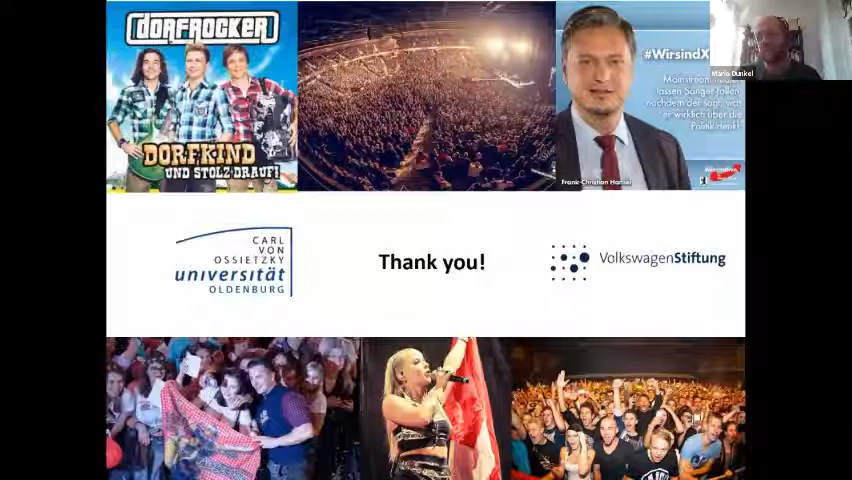 DORFROCKER
DORFKIND
UND STOLZ DRAUF!
#WirsindX
Mainstream
lassen Sänger fallen
nachdem der sagt, was
er wirklich über die
Politik denkt!
Frank-Christian Hansel
Mario Dunkel
CARL
VON
OSSIETZKY
universität
OLDENBURG
Thank you!
VolkswagenStiftung